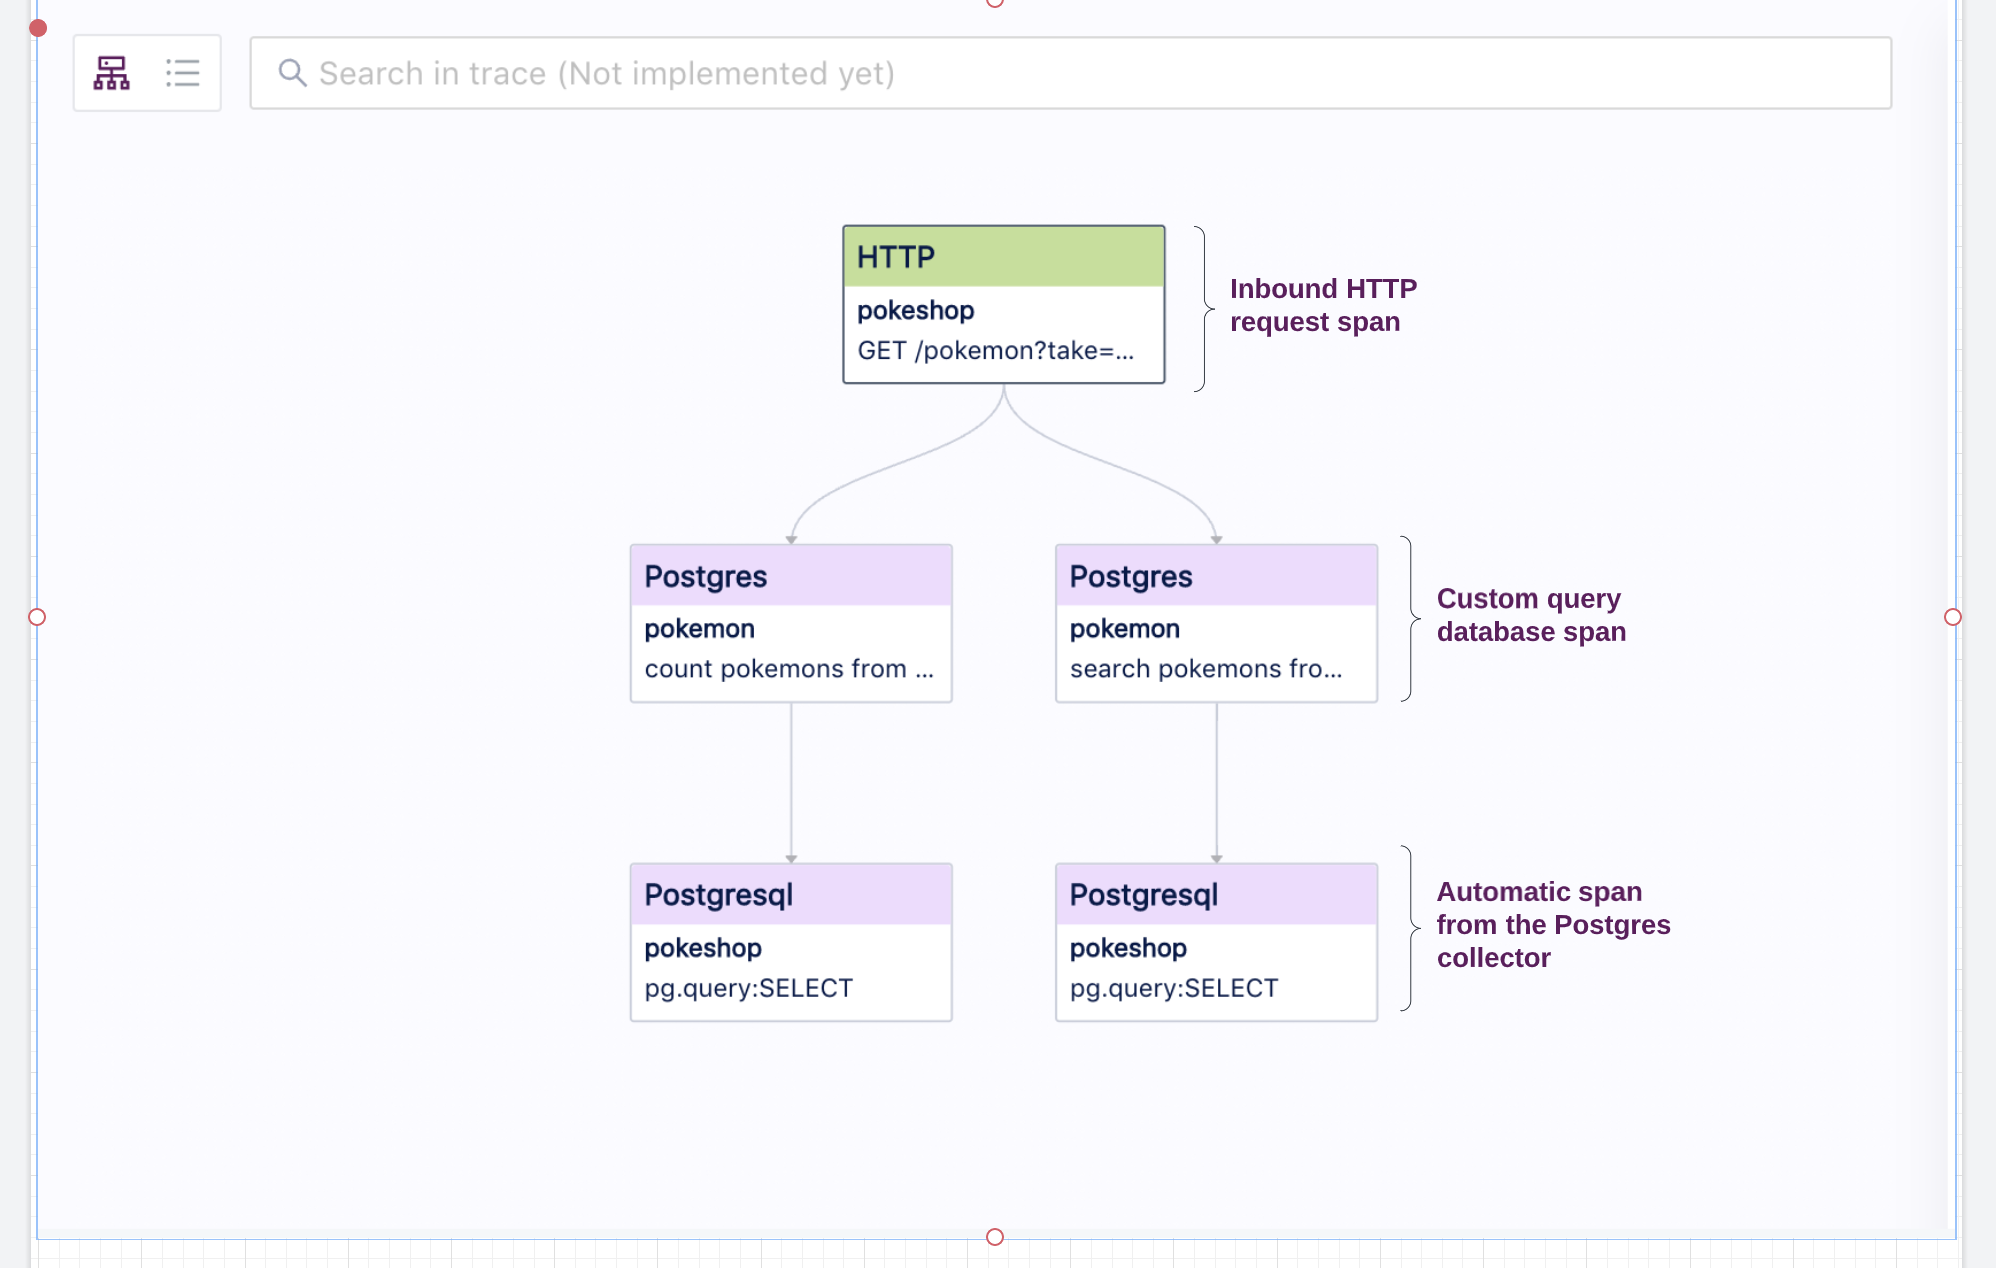 Search in trace (Not implemented yet)
HTTP
pokeshop
GET /pokemon?take=...
Inbound HTTP
request span
Postgres
pokemon
count pokemons from ...
Postgres
pokemon
search pokemons fro...
Custom query
database span
Postgresql
pokeshop
pg.query:SELECT
Postgresql
pokeshop
pg.query:SELECT
Automatic span
from the Postgres
collector